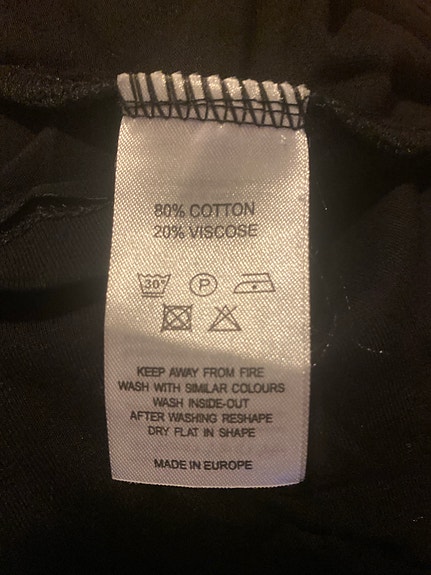 80% COTTON
20% VISCOSE
30°
P
KEEP AWAY FROM FIRE
WASH WITH SIMILAR COLOURS
WASH INSIDE-OUT
AFTER WASHING RESHAPE
DRY FLAT IN SHAPE
MADE IN EUROPE